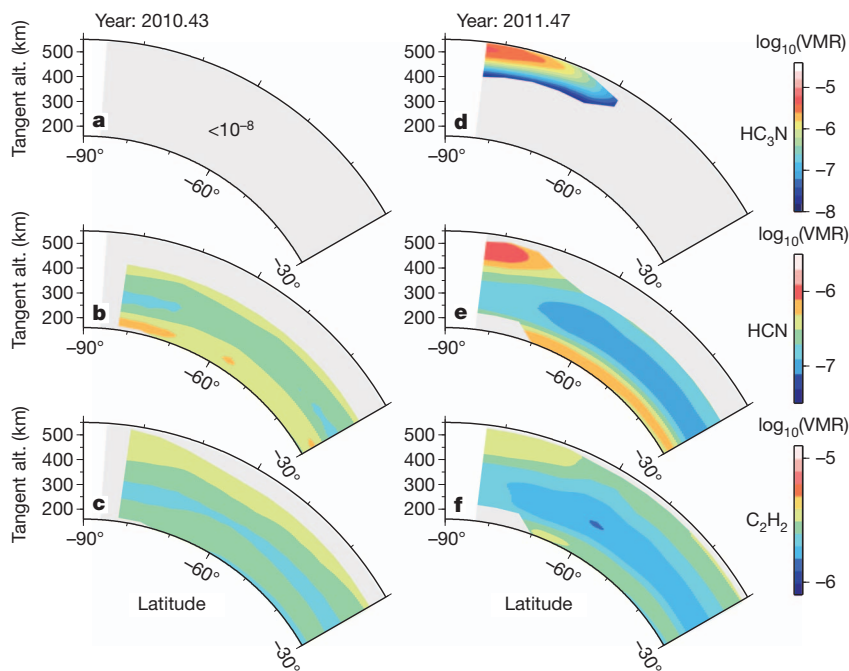 Year: 2010.43
Year: 2011.47
Tangent alt. (km)
500
400
300
200
a
<10⁻⁸
–90°
–60°
–30°
500
400
300
200
d
–90°
–60°
–30°
log₁₀(VMR)
HC₃N
–5
–6
–7
–8
Tangent alt. (km)
500
400
300
200
b
–90°
–60°
–30°
500
400
300
200
e
–90°
–60°
–30°
log₁₀(VMR)
HCN
–6
–7
Tangent alt. (km)
500
400
300
200
c
–90°
–60°
–30°
Latitude
500
400
300
200
f
–90°
–60°
–30°
Latitude
log₁₀(VMR)
C₂H₂
–5
–6